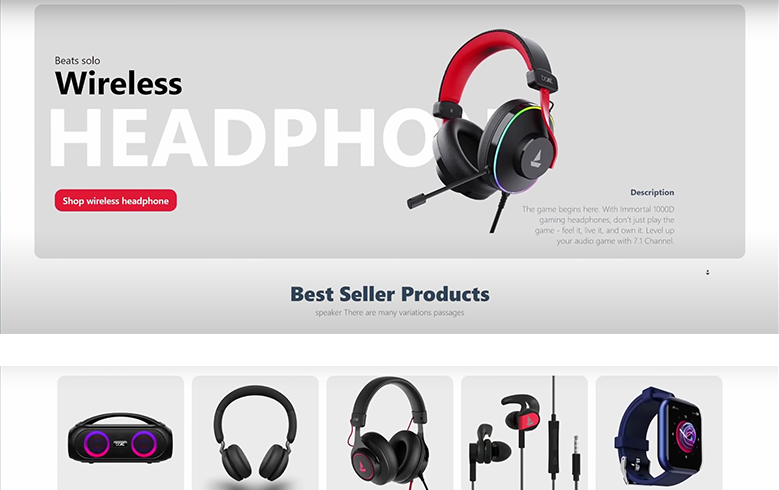 Beats solo
Wireless
HEADPHO
Shop wireless headphone
Description
The game begins here. With Immortal 1000D
gaming headphones, don't just play the
game - feel it, live it, and own it. Level up
your audio game with 7.1 Channel.
Best Seller Products
speaker There are many variations passages